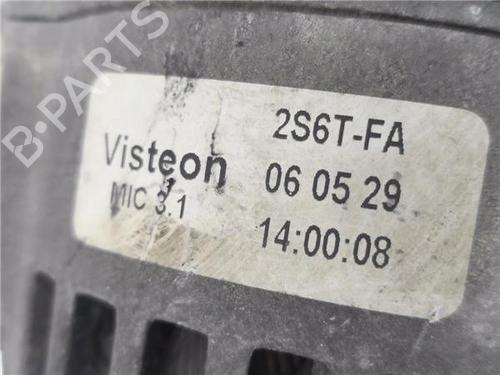 2S6T-FA
Visteon 06 05 29
MIC 3.1 14:00:08
B-PARTS